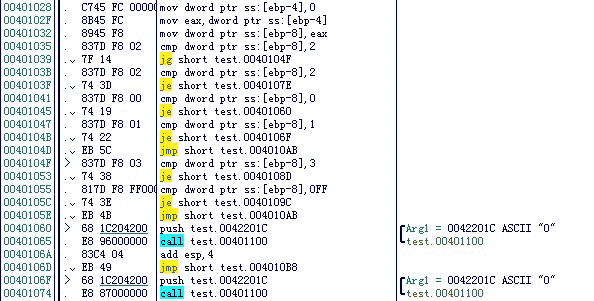 00401028 . C745 FC 0000 mov dword ptr ss:[ebp-4],0
0040102F . 8B45 FC mov eax,dword ptr ss:[ebp-4]
00401032 . 8945 F8 mov dword ptr ss:[ebp-8],eax
00401035 . 837D F8 02 cmp dword ptr ss:[ebp-8],2
00401039 . 7F 14 jg short test.0040104F
0040103B . 837D F8 02 cmp dword ptr ss:[ebp-8],2
0040103F . 74 3D je short test.0040107E
00401041 . 837D F8 00 cmp dword ptr ss:[ebp-8],0
00401045 . 74 19 je short test.00401060
00401047 . 837D F8 01 cmp dword ptr ss:[ebp-8],1
0040104B . 74 22 je short test.0040106F
0040104D . EB 5C jmp short test.004010AB
0040104F > 837D F8 03 cmp dword ptr ss:[ebp-8],3
00401053 . 74 38 je short test.0040108D
00401055 . 817D F8 FF00 cmp dword ptr ss:[ebp-8],0FF
0040105C . 74 3E je short test.0040109C
0040105E . EB 4B jmp short test.004010AB
00401060 > 68 1C204200 push test.0042201C Arg1 = 0042201C ASCII "0"
00401065 . E8 96000000 call test.00401100 test.00401100
0040106A . 83C4 04 add esp,4
0040106D . EB 49 jmp short test.004010B8
0040106F > 68 1C204200 push test.0042201C Arg1 = 0042201C ASCII "0"
00401074 . E8 87000000 call test.00401100 test.00401100